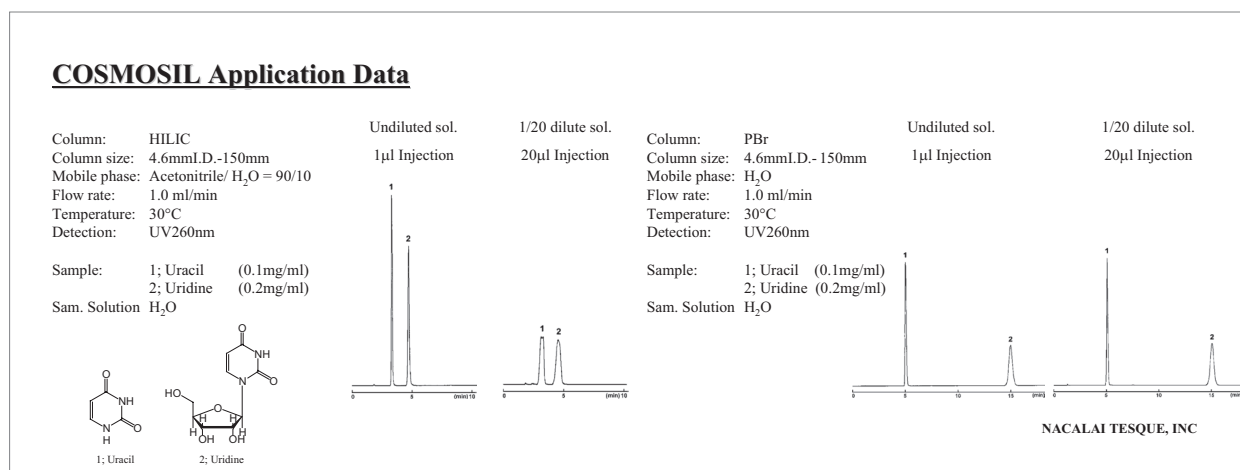 COSMOSIL Application Data
Column: HILIC
Column size: 4.6mmI.D.-150mm
Mobile phase: Acetonitrile/ H₂O = 90/10
Flow rate: 1.0 ml/min
Temperature: 30°C
Detection: UV260nm
Sample: 1; Uracil (0.1mg/ml)
2; Uridine (0.2mg/ml)
Sam. Solution H₂O
O
NH
N
H
O
1; Uracil
O
NH
N
O
HO
O
H
H
H
H
OH
OH
2; Uridine
Undiluted sol.
1µl Injection
1
2
0
5
(min) 10
1/20 dilute sol.
20µl Injection
1
2
0
5
(min) 10
Column: PBr
Column size: 4.6mmI.D.- 150mm
Mobile phase: H₂O
Flow rate: 1.0 ml/min
Temperature: 30°C
Detection: UV260nm
Sample: 1; Uracil (0.1mg/ml)
2; Uridine (0.2mg/ml)
Sam. Solution H₂O
Undiluted sol.
1µl Injection
1
2
0
10
15
(min)
1/20 dilute sol.
20µl Injection
1
2
0
5
10
15
(min)
NACALAI TESQUE, INC